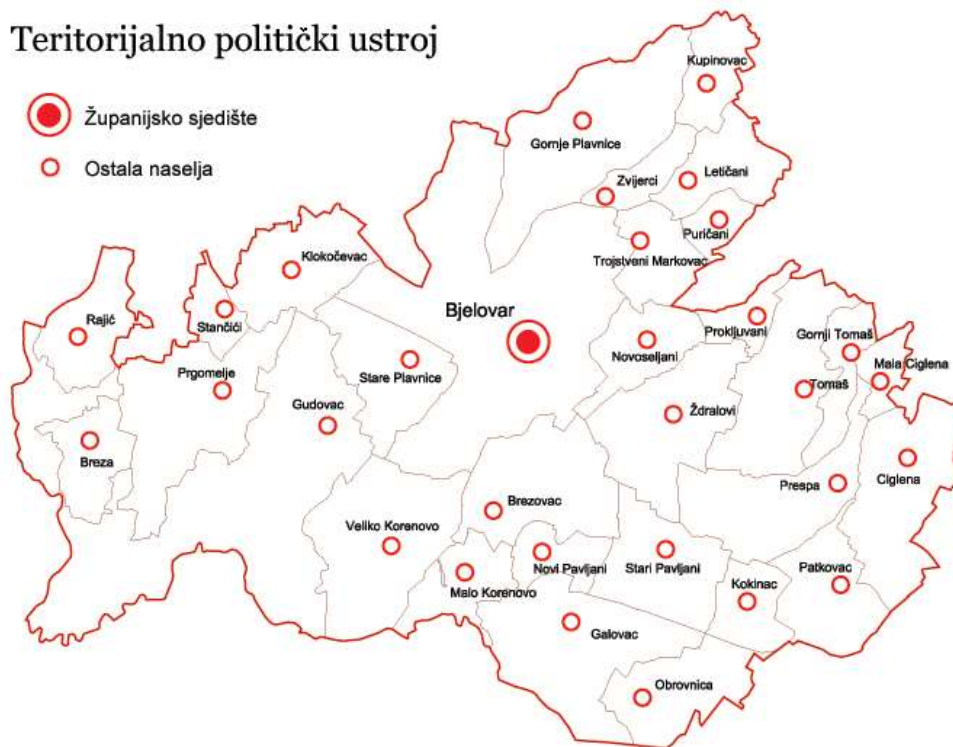 Teritorijalno politički ustroj
Županijsko sjedište
Ostala naselja
Kupinovac
Gornje Plavnice
Zvijerci
Letičani
Puričani
Trojstveni Markovac
Klokočevac
Stančići
Rajić
Bjelovar
Prokljuvani
Novoseljani
Gornji Tomaš
Mala Ciglena
Stare Plavnice
Prgomelje
Tomaš
Gudovac
Ždralovi
Breza
Prespa
Ciglena
Brezovac
Veliko Korenovo
Novi Pavljani
Stari Pavljani
Patkovac
Kokinac
Malo Korenovo
Galovac
Obrovnica